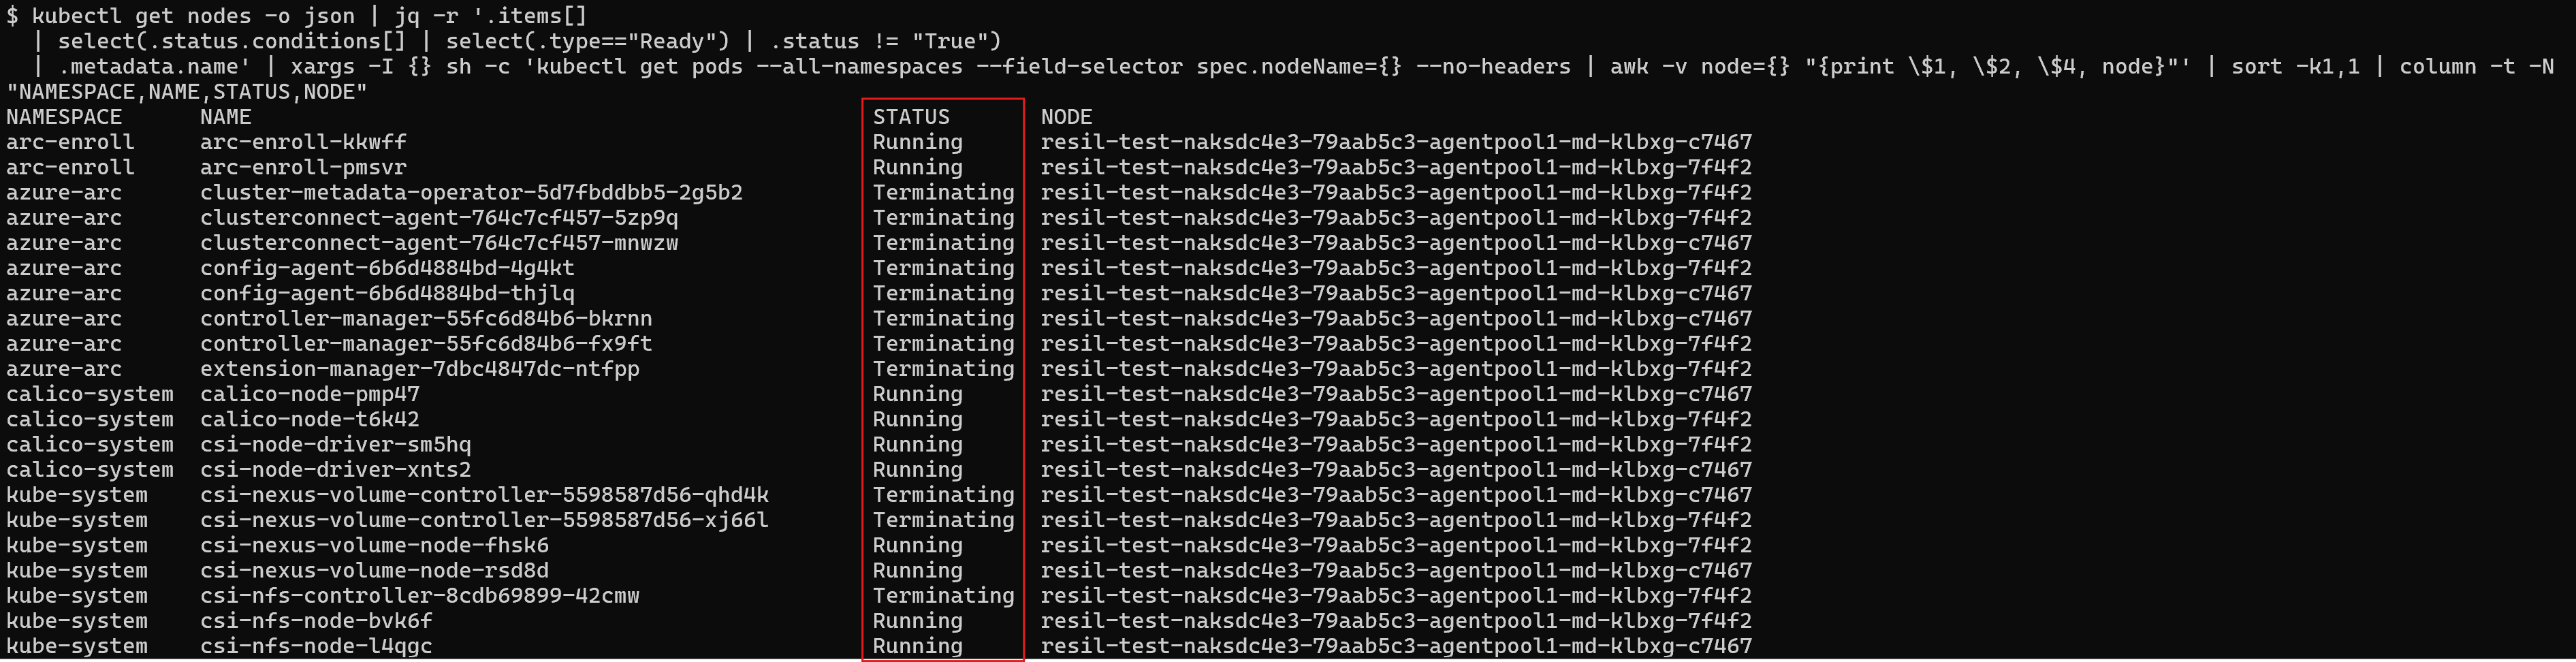 $ kubectl get nodes -o json | jq -r '.items[]
  | select(.status.conditions[] | select(.type=="Ready") | .status != "True")
  | .metadata.name' | xargs -I {} sh -c 'kubectl get pods --all-namespaces --field-selector spec.nodeName={} --no-headers | awk -v node={} "{print \$1, \$2, \$4, node}"' | sort -k1,1 | column -t -N
"NAMESPACE,NAME,STATUS,NODE"
NAMESPACE NAME STATUS NODE
arc-enroll arc-enroll-kkwff Running resil-test-naksdc4e3-79aab5c3-agentpool1-md-klbxg-c7467
arc-enroll arc-enroll-pmsvr Running resil-test-naksdc4e3-79aab5c3-agentpool1-md-klbxg-7f4f2
azure-arc cluster-metadata-operator-5d7fbddbb5-2g5b2 Terminating resil-test-naksdc4e3-79aab5c3-agentpool1-md-klbxg-7f4f2
azure-arc clusterconnect-agent-764c7cf457-5zp9q Terminating resil-test-naksdc4e3-79aab5c3-agentpool1-md-klbxg-7f4f2
azure-arc clusterconnect-agent-764c7cf457-mnwzw Terminating resil-test-naksdc4e3-79aab5c3-agentpool1-md-klbxg-c7467
azure-arc config-agent-6b6d4884bd-4g4kt Terminating resil-test-naksdc4e3-79aab5c3-agentpool1-md-klbxg-7f4f2
azure-arc config-agent-6b6d4884bd-thjlq Terminating resil-test-naksdc4e3-79aab5c3-agentpool1-md-klbxg-c7467
azure-arc controller-manager-55fc6d84b6-bkrnn Terminating resil-test-naksdc4e3-79aab5c3-agentpool1-md-klbxg-c7467
azure-arc controller-manager-55fc6d84b6-fx9ft Terminating resil-test-naksdc4e3-79aab5c3-agentpool1-md-klbxg-7f4f2
azure-arc extension-manager-7dbc4847dc-ntfpp Terminating resil-test-naksdc4e3-79aab5c3-agentpool1-md-klbxg-7f4f2
calico-system calico-node-pmp47 Running resil-test-naksdc4e3-79aab5c3-agentpool1-md-klbxg-c7467
calico-system calico-node-t6k42 Running resil-test-naksdc4e3-79aab5c3-agentpool1-md-klbxg-7f4f2
calico-system csi-node-driver-sm5hq Running resil-test-naksdc4e3-79aab5c3-agentpool1-md-klbxg-7f4f2
calico-system csi-node-driver-xnts2 Running resil-test-naksdc4e3-79aab5c3-agentpool1-md-klbxg-c7467
kube-system csi-nexus-volume-controller-5598587d56-qhd4k Terminating resil-test-naksdc4e3-79aab5c3-agentpool1-md-klbxg-c7467
kube-system csi-nexus-volume-controller-5598587d56-xj66l Terminating resil-test-naksdc4e3-79aab5c3-agentpool1-md-klbxg-7f4f2
kube-system csi-nexus-volume-node-fhsk6 Running resil-test-naksdc4e3-79aab5c3-agentpool1-md-klbxg-7f4f2
kube-system csi-nexus-volume-node-rsd8d Running resil-test-naksdc4e3-79aab5c3-agentpool1-md-klbxg-c7467
kube-system csi-nfs-controller-8cdb69899-42cmw Terminating resil-test-naksdc4e3-79aab5c3-agentpool1-md-klbxg-7f4f2
kube-system csi-nfs-node-bvk6f Running resil-test-naksdc4e3-79aab5c3-agentpool1-md-klbxg-7f4f2
kube-system csi-nfs-node-l4qgc Running resil-test-naksdc4e3-79aab5c3-agentpool1-md-klbxg-c7467